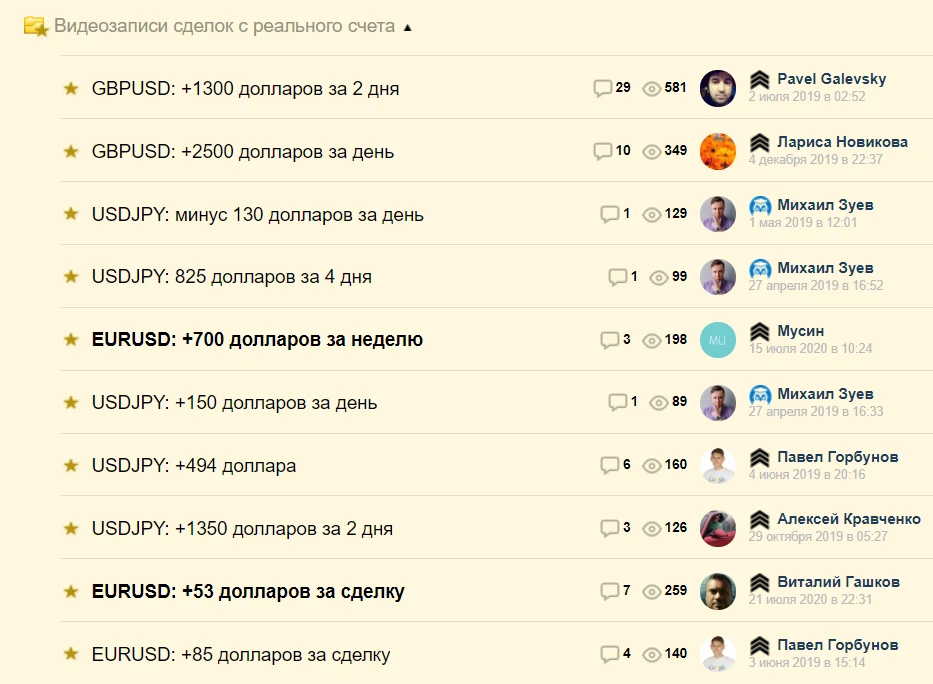 Видеозаписи сделок с реального счета ▲
GBPUSD: +1300 долларов за 2 дня 29 581 Pavel Galevsky
2 июля 2019 в 02:52
GBPUSD: +2500 долларов за день 10 349 Лариса Новикова
4 декабря 2019 в 22:37
USDJPY: минус 130 долларов за день 1 129 Михаил Зуев
1 мая 2019 в 12:01
USDJPY: 825 долларов за 4 дня 1 99 Михаил Зуев
27 апреля 2019 в 16:52
EURUSD: +700 долларов за неделю 3 198 MU Мусин
15 июля 2020 в 10:24
USDJPY: +150 долларов за день 1 89 Михаил Зуев
27 апреля 2019 в 16:33
USDJPY: +494 доллара 6 160 Павел Горбунов
4 июня 2019 в 20:16
USDJPY: +1350 долларов за 2 дня 3 126 Алексей Кравченко
29 октября 2019 в 05:27
EURUSD: +53 долларов за сделку 7 259 Виталий Гашков
21 июля 2020 в 22:31
EURUSD: +85 долларов за сделку 4 140 Павел Горбунов
3 июня 2019 в 15:14